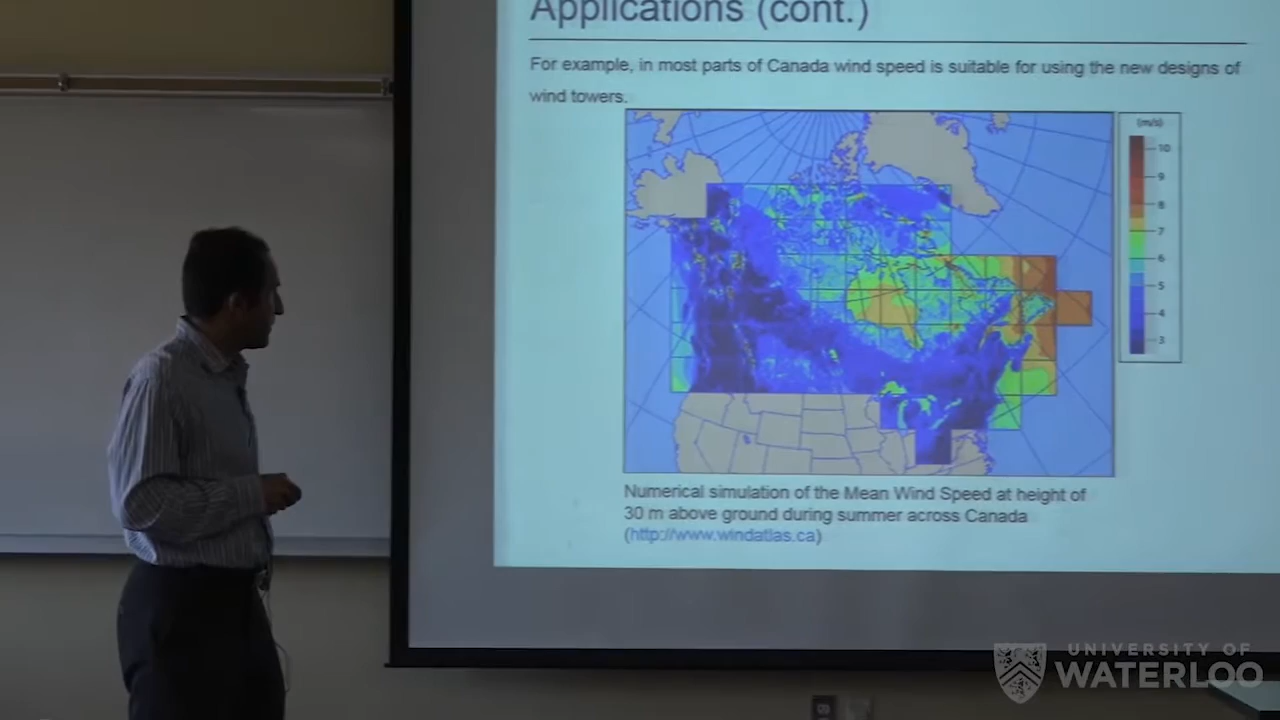 Applications (cont.)
For example, in most parts of Canada wind speed is suitable for using the new designs of
wind towers.
(m/s)
10
9
8
7
6
5
4
3
Numerical simulation of the Mean Wind Speed at height of
30 m above ground during summer across Canada
(http://www.windatlas.ca)
UNIVERSITY OF
WATERLOO